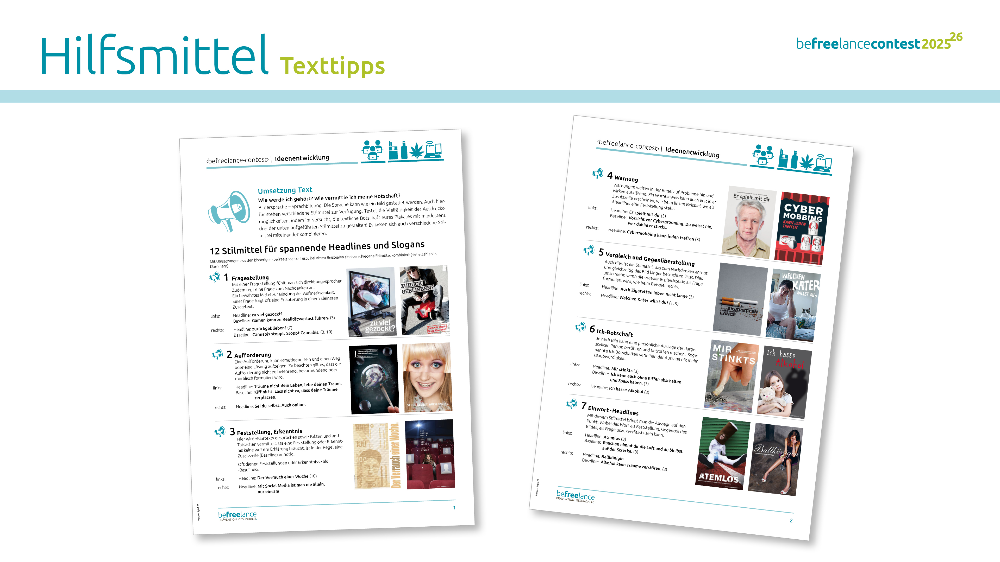 Hilfsmittel Texttipps
befreelancecontest 2025 26
‹befreelance-contest› | Ideenentwicklung
Umsetzung Text
Wie werde ich gehört? Wie vermittle ich meine Botschaft?
Bildersprache – Sprachbildung: Die Sprache kann wie ein Bild gestaltet werden. Auch hier-
für stehen verschiedene Stilmittel zur Verfügung. Testet die Vielfältigkeit der Ausdrucks-
möglichkeiten, indem ihr versucht, die textliche Botschaft eures Plakates mit mindestens
drei der unten aufgeführten Stilmittel zu gestalten! Es lassen sich auch verschiedene Stil-
mittel miteinander kombinieren.
12 Stilmittel für spannende Headlines und Slogans
Mit Umsetzungen aus den bisherigen ‹befreelance-contest›. Bei vielen Beispielen sind verschiedene Stilmittel kombiniert (siehe Zahlen in
Klammern).
1 Fragestellung
Mit einer Fragestellung fühlt man sich direkt angesprochen.
Zudem regt eine Frage zum Nachdenken an.
Ein bewährtes Mittel zur Bindung der Aufmerksamkeit.
Einer Frage folgt oft eine Erläuterung in einem kleineren
Zusatztext.
links: Headline: zu viel gezockt?
Baseline: Gamen kann zu Realitätsverlust führen. (3)
rechts: Headline: zurückgeblieben? (7)
Baseline: Cannabis stoppt. Stoppt Cannabis. (3, 10)
zu viel
gezockt?
ZURÜCK
GEBLIEBEN?
Cannabis stoppt.
Stopp Cannabis!
2 Aufforderung
Eine Aufforderung kann ermutigend sein und einen Weg
oder eine Lösung aufzeigen. Zu beachten gilt es, dass die
Aufforderung nicht zu belehrend, bevormundend oder
moralisch formuliert wird.
links: Headline: Träume nicht dein Leben, lebe deinen Traum.
Baseline: Kiff nicht. Lass nicht zu, dass deine Träume
zerplatzen.
rechts: Headline: Sei du selbst. Auch online.
Träume nicht dein Leben,
lebe deinen Traum.
SEI DU SELBST. AUCH ONLINE.
3 Feststellung, Erkenntnis
Hier wird «Klartext» gesprochen sowie Fakten und und
Tatsachen vermittelt. Da eine Feststellung oder Erkennt-
nis keine weitere Erklärung braucht, ist in der Regel eine
Zusatzzeile (Baseline) unnötig.
Oft dienen Feststellungen oder Erkenntnisse als
‹Baselines›.
links: Headline: Der Verrauch einer Woche (10)
rechts: Headline: Mit Social Media ist man nie allein,
nur einsam
100
100
100
Der Verrauch einer Woche.
MIT
SOCIAL
MEDIA
IST
MAN
NIE
ALLEIN
NUR
EINSAM
Version 3/05.25
befreelance
PRÄVENTION. GESUNDHEIT.
1
‹befreelance-contest› | Ideenentwicklung
4 Warnung
Warnungen weisen in der Regel auf Probleme hin und
wirken aufklärend. Ein Warnhinweis kann auch erst in er
Zusatzzeile erscheinen, wie beim linken Beispiel, wo als
‹Headline› eine Feststellung steht.
links: Headline: Er spielt mit dir (3)
Baseline: Vorsicht vor Cybergrooming. Du weisst nie,
wer dahinter steckt.
rechts: Headline: Cybermobbing kann jeden treffen (3)
Er spielt mit dir
CYBER
MOBBING
KANN JEDEN
TREFFEN
5 Vergleich und Gegenüberstellung
Auch dies ist ein Stilmittel, das zum Nachdenken anregt
und gleichzeitig das Bild länger betrachten lässt. Dies
umso mehr, wenn die ‹Headline› gleichzeitig als Frage
formuliert wird, wie beim Beispiel rechts.
links: Headline: Auch Zigaretten leben nicht lange (3)
rechts: Headline: Welchen Kater willst du? (1, 9)
AUCH ZIGARETTEN
LEBEN NICHT
LANGE
WELCHEN
KATER
WILLST DU?
6 Ich-Botschaft
Je nach Bild kann eine persönliche Aussage der darge-
stellten Person berühren und betroffen machen. Soge-
nannte Ich-Botschaften verleihen der Aussage oft mehr
Glaubwürdigkeit.
links: Headline: Mir stinkts (3)
Baseline: Ich kann auch ohne Kiffen abschalten
und Spass haben. (3)
rechts: Headline: Ich hasse Alkohol (3)
MIR
STINKTS
Ich hasse
Alkohol
7 Einwort-Headlines
Mit diesem Stilmittel bringt man die Aussage auf den
Punkt. Wobei das Wort als Feststellung, Gegenteil des
Bildes, als Frage usw. «verfasst» sein kann.
links: Headline: Atemlos (3)
Baseline: Rauchen nimmt dir die Luft und du bleibst
auf der Strecke. (3)
rechts: Headline: Ballkönigin
Baseline: Alkohol kann Träume zerstören. (3)
ATEMLOS.
Ballkönigin
Version 3/05.25
befreelance
PRÄVENTION. GESUNDHEIT.
2